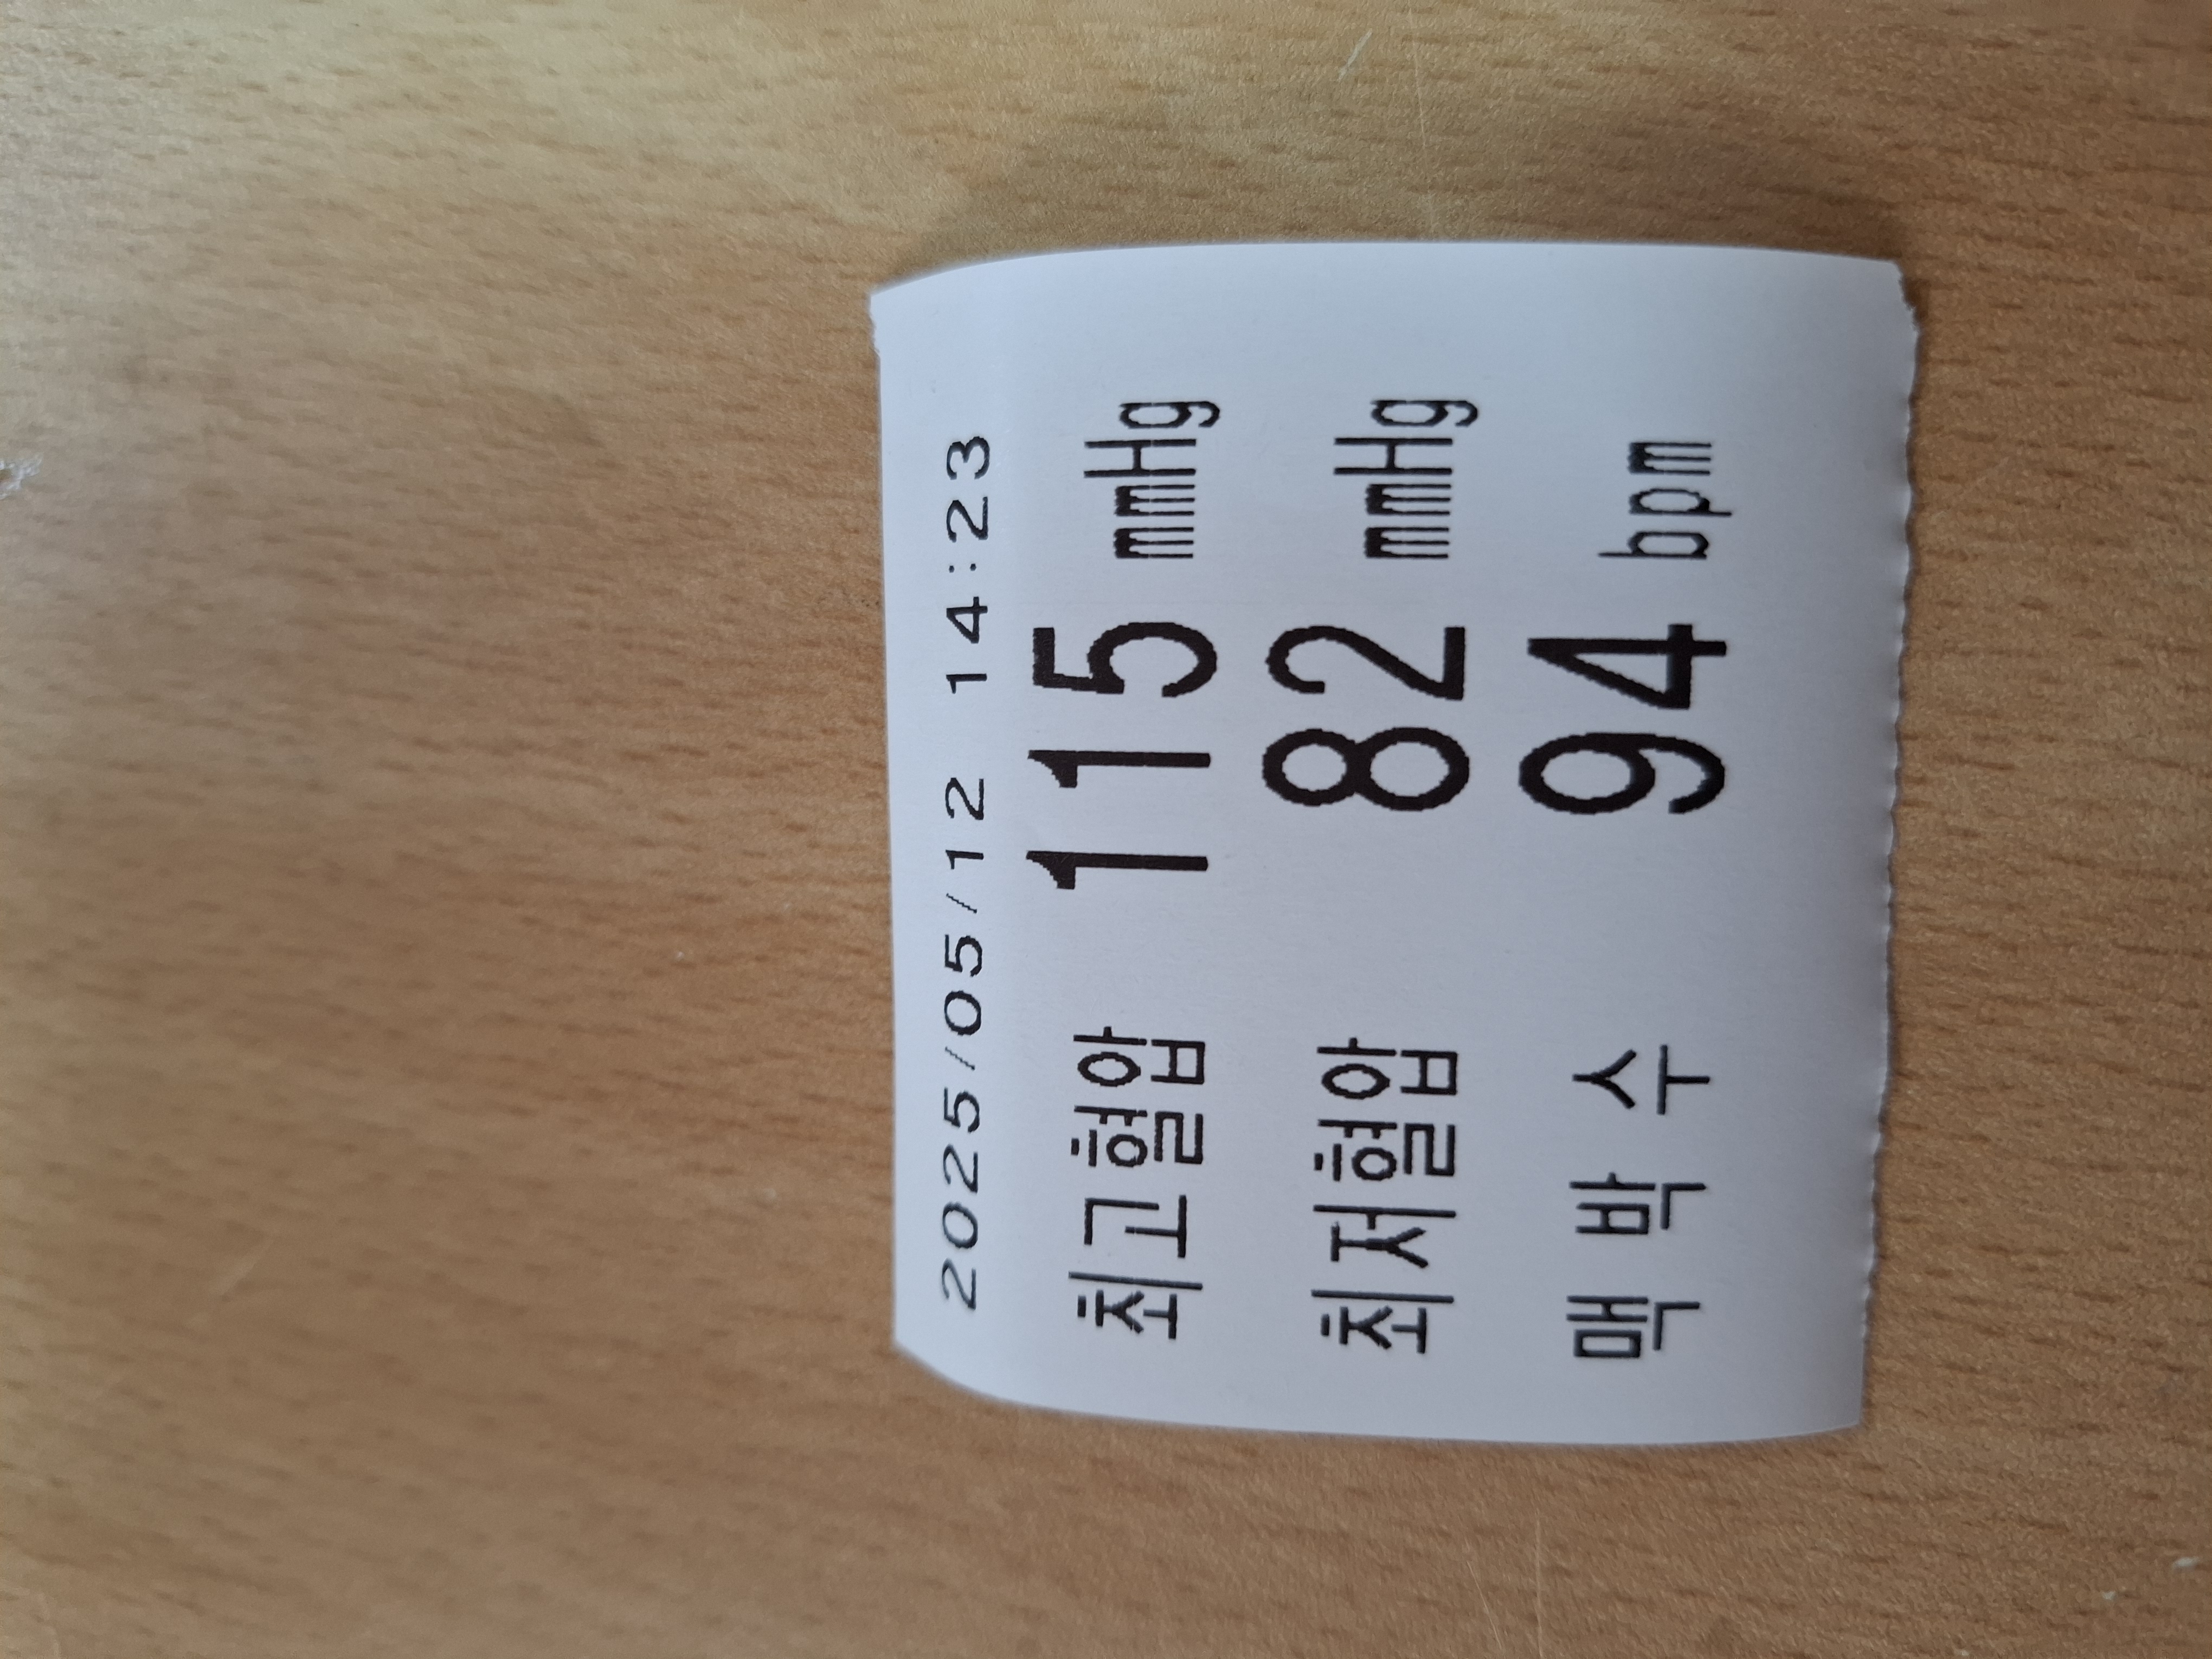 2025/05/12 14:23
최고혈압 115 mmHg
최저혈압 82 mmHg
맥 박 수 94 bpm